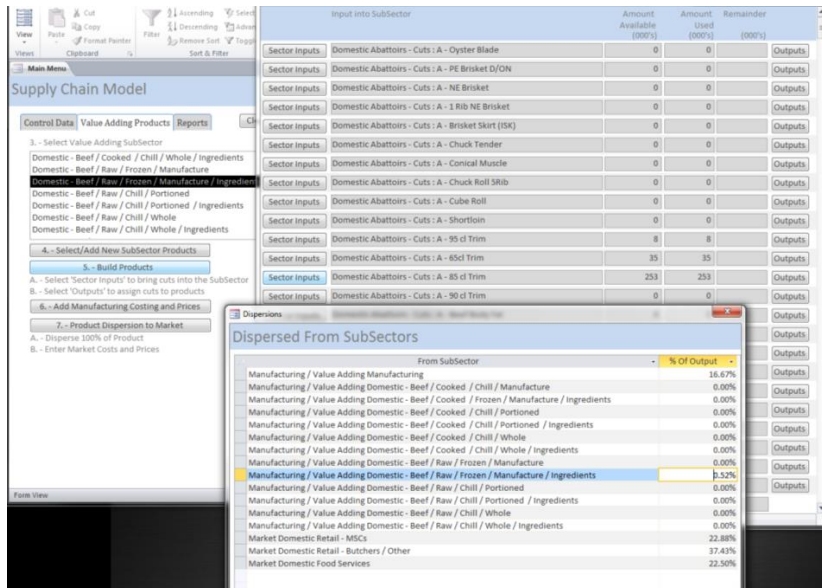 View
Paste
Cut
Copy
Format Painter
Filter
Ascending
Descending
Remove Sort
Views
Clipboard
Sort & Filter
Main Menu
Supply Chain Model
Control Data Value Adding Products Reports
3. - Select Value Adding SubSector
Domestic - Beef / Cooked / Chill / Whole / Ingredients
Domestic - Beef / Raw / Frozen / Manufacture
Domestic - Beef / Raw / Frozen / Manufacture / Ingredien
Domestic - Beef / Raw / Chill / Portioned
Domestic - Beef / Raw / Chill / Portioned / Ingredients
Domestic - Beef / Raw / Chill / Whole
Domestic - Beef / Raw / Chill / Whole / Ingredients
4. - Select/Add New SubSector Products
5. - Build Products
A. - Select 'Sector Inputs' to bring cuts into the SubSector
B. - Select 'Outputs' to assign cuts to products
6. - Add Manufacturing Costing and Prices
7. - Product Dispersion to Market
A. - Disperse 100% of Product
B. - Enter Market Costs and Prices
Form View
Input into SubSector Amount Available (000's) Amount Used (000's) Remainder (000's)
Sector Inputs Domestic Abattoirs - Cuts : A - Oyster Blade 0 0 Outputs
Sector Inputs Domestic Abattoirs - Cuts : A - PE Brisket D/ON 0 0 Outputs
Sector Inputs Domestic Abattoirs - Cuts : A - NE Brisket 0 0 Outputs
Sector Inputs Domestic Abattoirs - Cuts : A - 1 Rib NE Brisket 0 0 Outputs
Sector Inputs Domestic Abattoirs - Cuts : A - Brisket Skirt (ISK) 0 0 Outputs
Sector Inputs Domestic Abattoirs - Cuts : A - Chuck Tender 0 0 Outputs
Sector Inputs Domestic Abattoirs - Cuts : A - Conical Muscle 0 0 Outputs
Sector Inputs Domestic Abattoirs - Cuts : A - Chuck Roll 5Rib 0 0 Outputs
Sector Inputs Domestic Abattoirs - Cuts : A - Cube Roll 0 0 Outputs
Sector Inputs Domestic Abattoirs - Cuts : A - Shortloin 0 0 Outputs
Sector Inputs Domestic Abattoirs - Cuts : A - 95 cl Trim 8 8 Outputs
Sector Inputs Domestic Abattoirs - Cuts : A - 65cl Trim 35 35 Outputs
Sector Inputs Domestic Abattoirs - Cuts : A - 85 cl Trim 253 253 Outputs
Sector Inputs Domestic Abattoirs - Cuts : A - 90 cl Trim 0 0 Outputs
Outputs
Outputs
Outputs
Outputs
Outputs
Outputs
Outputs
Outputs
Outputs
Outputs
Dispersions
Dispersed From SubSectors
From SubSector % Of Output
Manufacturing / Value Adding Manufacturing 16.67%
Manufacturing / Value Adding Domestic - Beef / Cooked / Chill / Manufacture 0.00%
Manufacturing / Value Adding Domestic - Beef / Cooked / Frozen / Manufacture / Ingredients 0.00%
Manufacturing / Value Adding Domestic - Beef / Cooked / Chill / Portioned 0.00%
Manufacturing / Value Adding Domestic - Beef / Cooked / Chill / Portioned / Ingredients 0.00%
Manufacturing / Value Adding Domestic - Beef / Cooked / Chill / Whole 0.00%
Manufacturing / Value Adding Domestic - Beef / Cooked / Chill / Whole / Ingredients 0.00%
Manufacturing / Value Adding Domestic - Beef / Raw / Frozen / Manufacture 0.00%
Manufacturing / Value Adding Domestic - Beef / Raw / Frozen / Manufacture / Ingredients 0.52%
Manufacturing / Value Adding Domestic - Beef / Raw / Chill / Portioned 0.00%
Manufacturing / Value Adding Domestic - Beef / Raw / Chill / Portioned / Ingredients 0.00%
Manufacturing / Value Adding Domestic - Beef / Raw / Chill / Whole 0.00%
Manufacturing / Value Adding Domestic - Beef / Raw / Chill / Whole / Ingredients 0.00%
Market Domestic Retail - MSCs 22.88%
Market Domestic Retail - Butchers / Other 37.43%
Market Domestic Food Services 22.50%